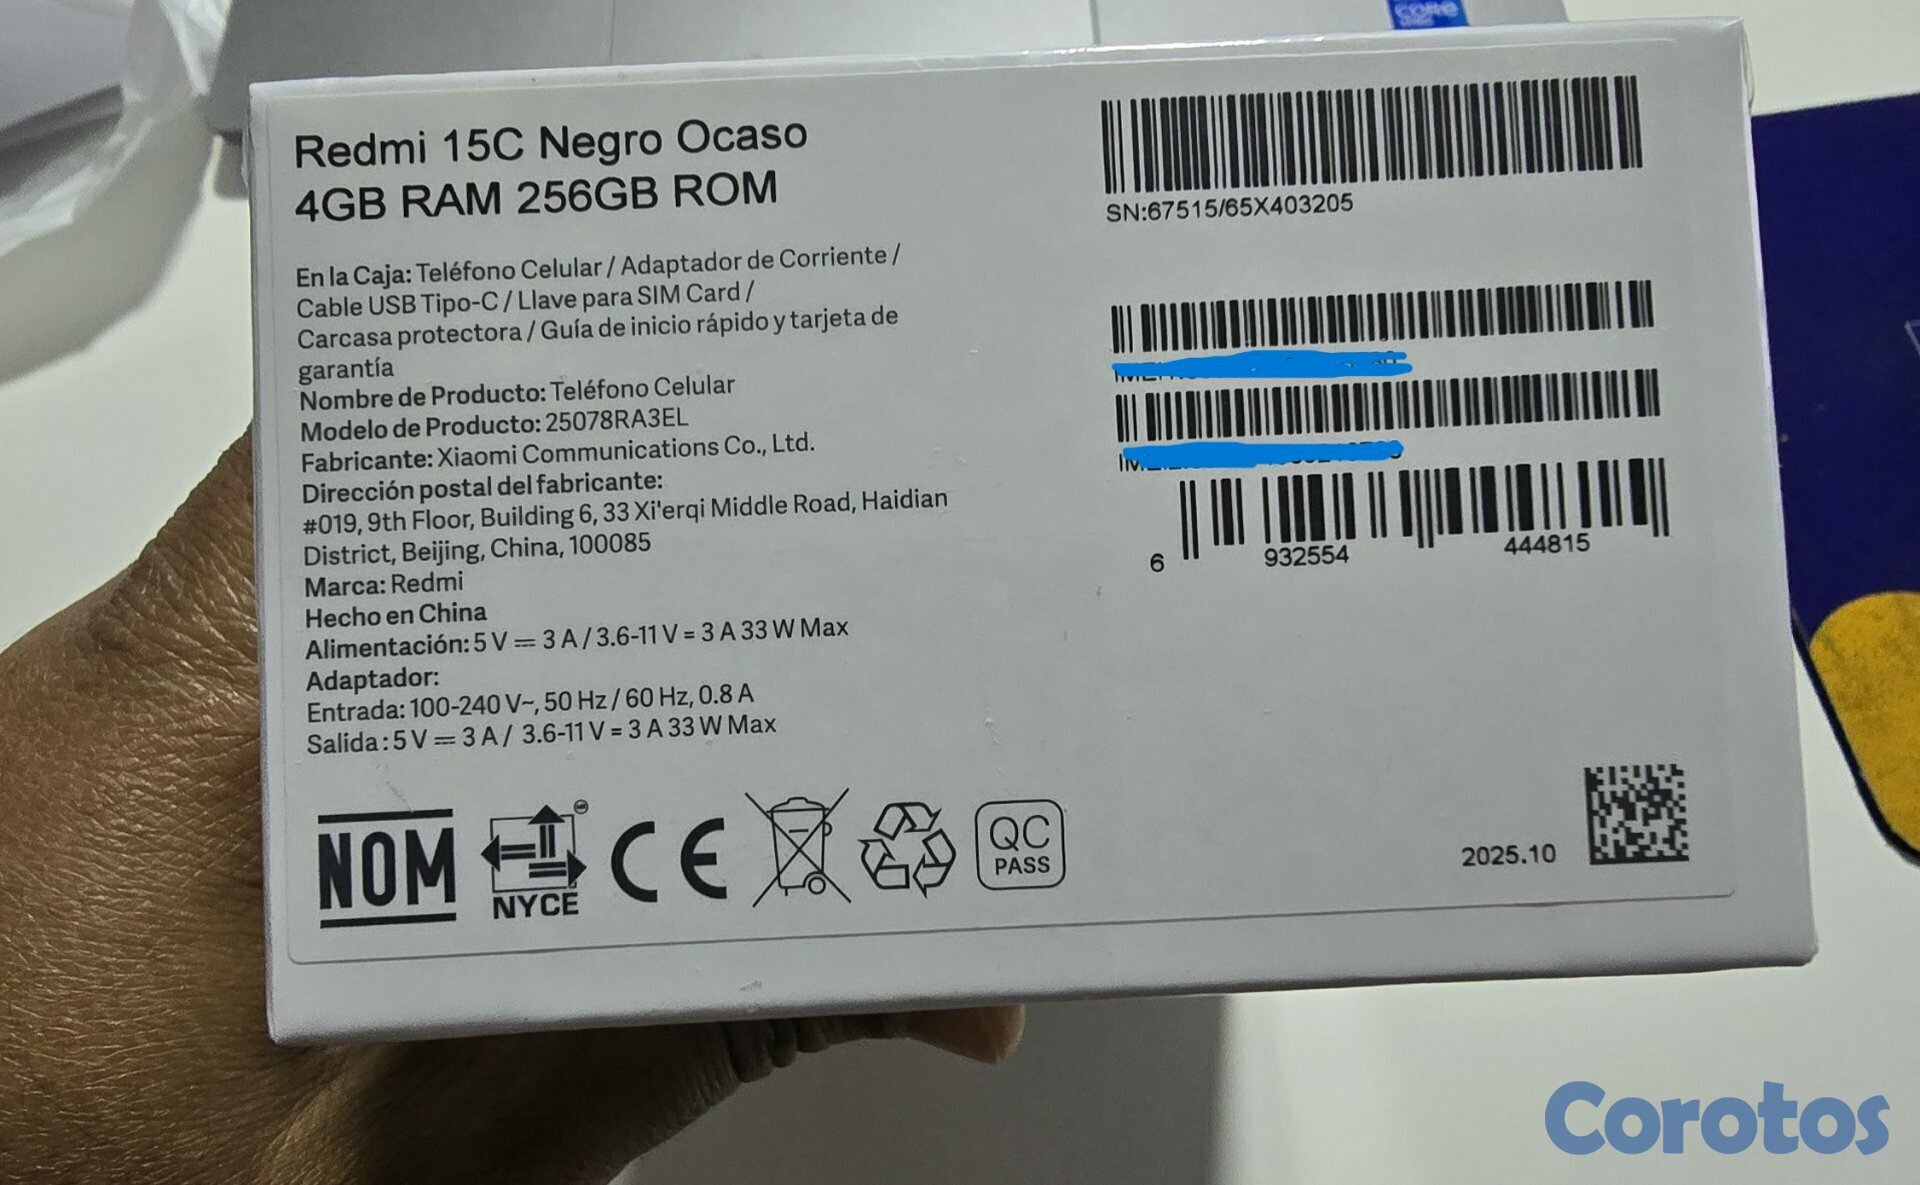 CORE
Redmi 15C Negro Ocaso
4GB RAM 256GB ROM
En la Caja: Teléfono Celular / Adaptador de Corriente /
Cable USB Tipo-C / Llave para SIM Card /
Carcasa protectora / Guía de inicio rápido y tarjeta de
garantía
Nombre de Producto: Teléfono Celular
Modelo de Producto: 25078RA3EL
Fabricante: Xiaomi Communications Co., Ltd.
Dirección postal del fabricante:
#019, 9th Floor, Building 6, 33 Xi'erqi Middle Road, Haidian
District, Beijing, China, 100085
Marca: Redmi
Hecho en China
Alimentación: 5 V ⎓ 3 A / 3.6-11 V = 3 A 33 W Max
Adaptador:
Entrada: 100-240 V~, 50 Hz / 60 Hz, 0.8 A
Salida : 5 V ⎓ 3 A / 3.6-11 V = 3 A 33 W Max
NOM
NYCE
CE
QC
PASS
SN:67515/65X403205
6 932554 444815
2025.10
Corotos